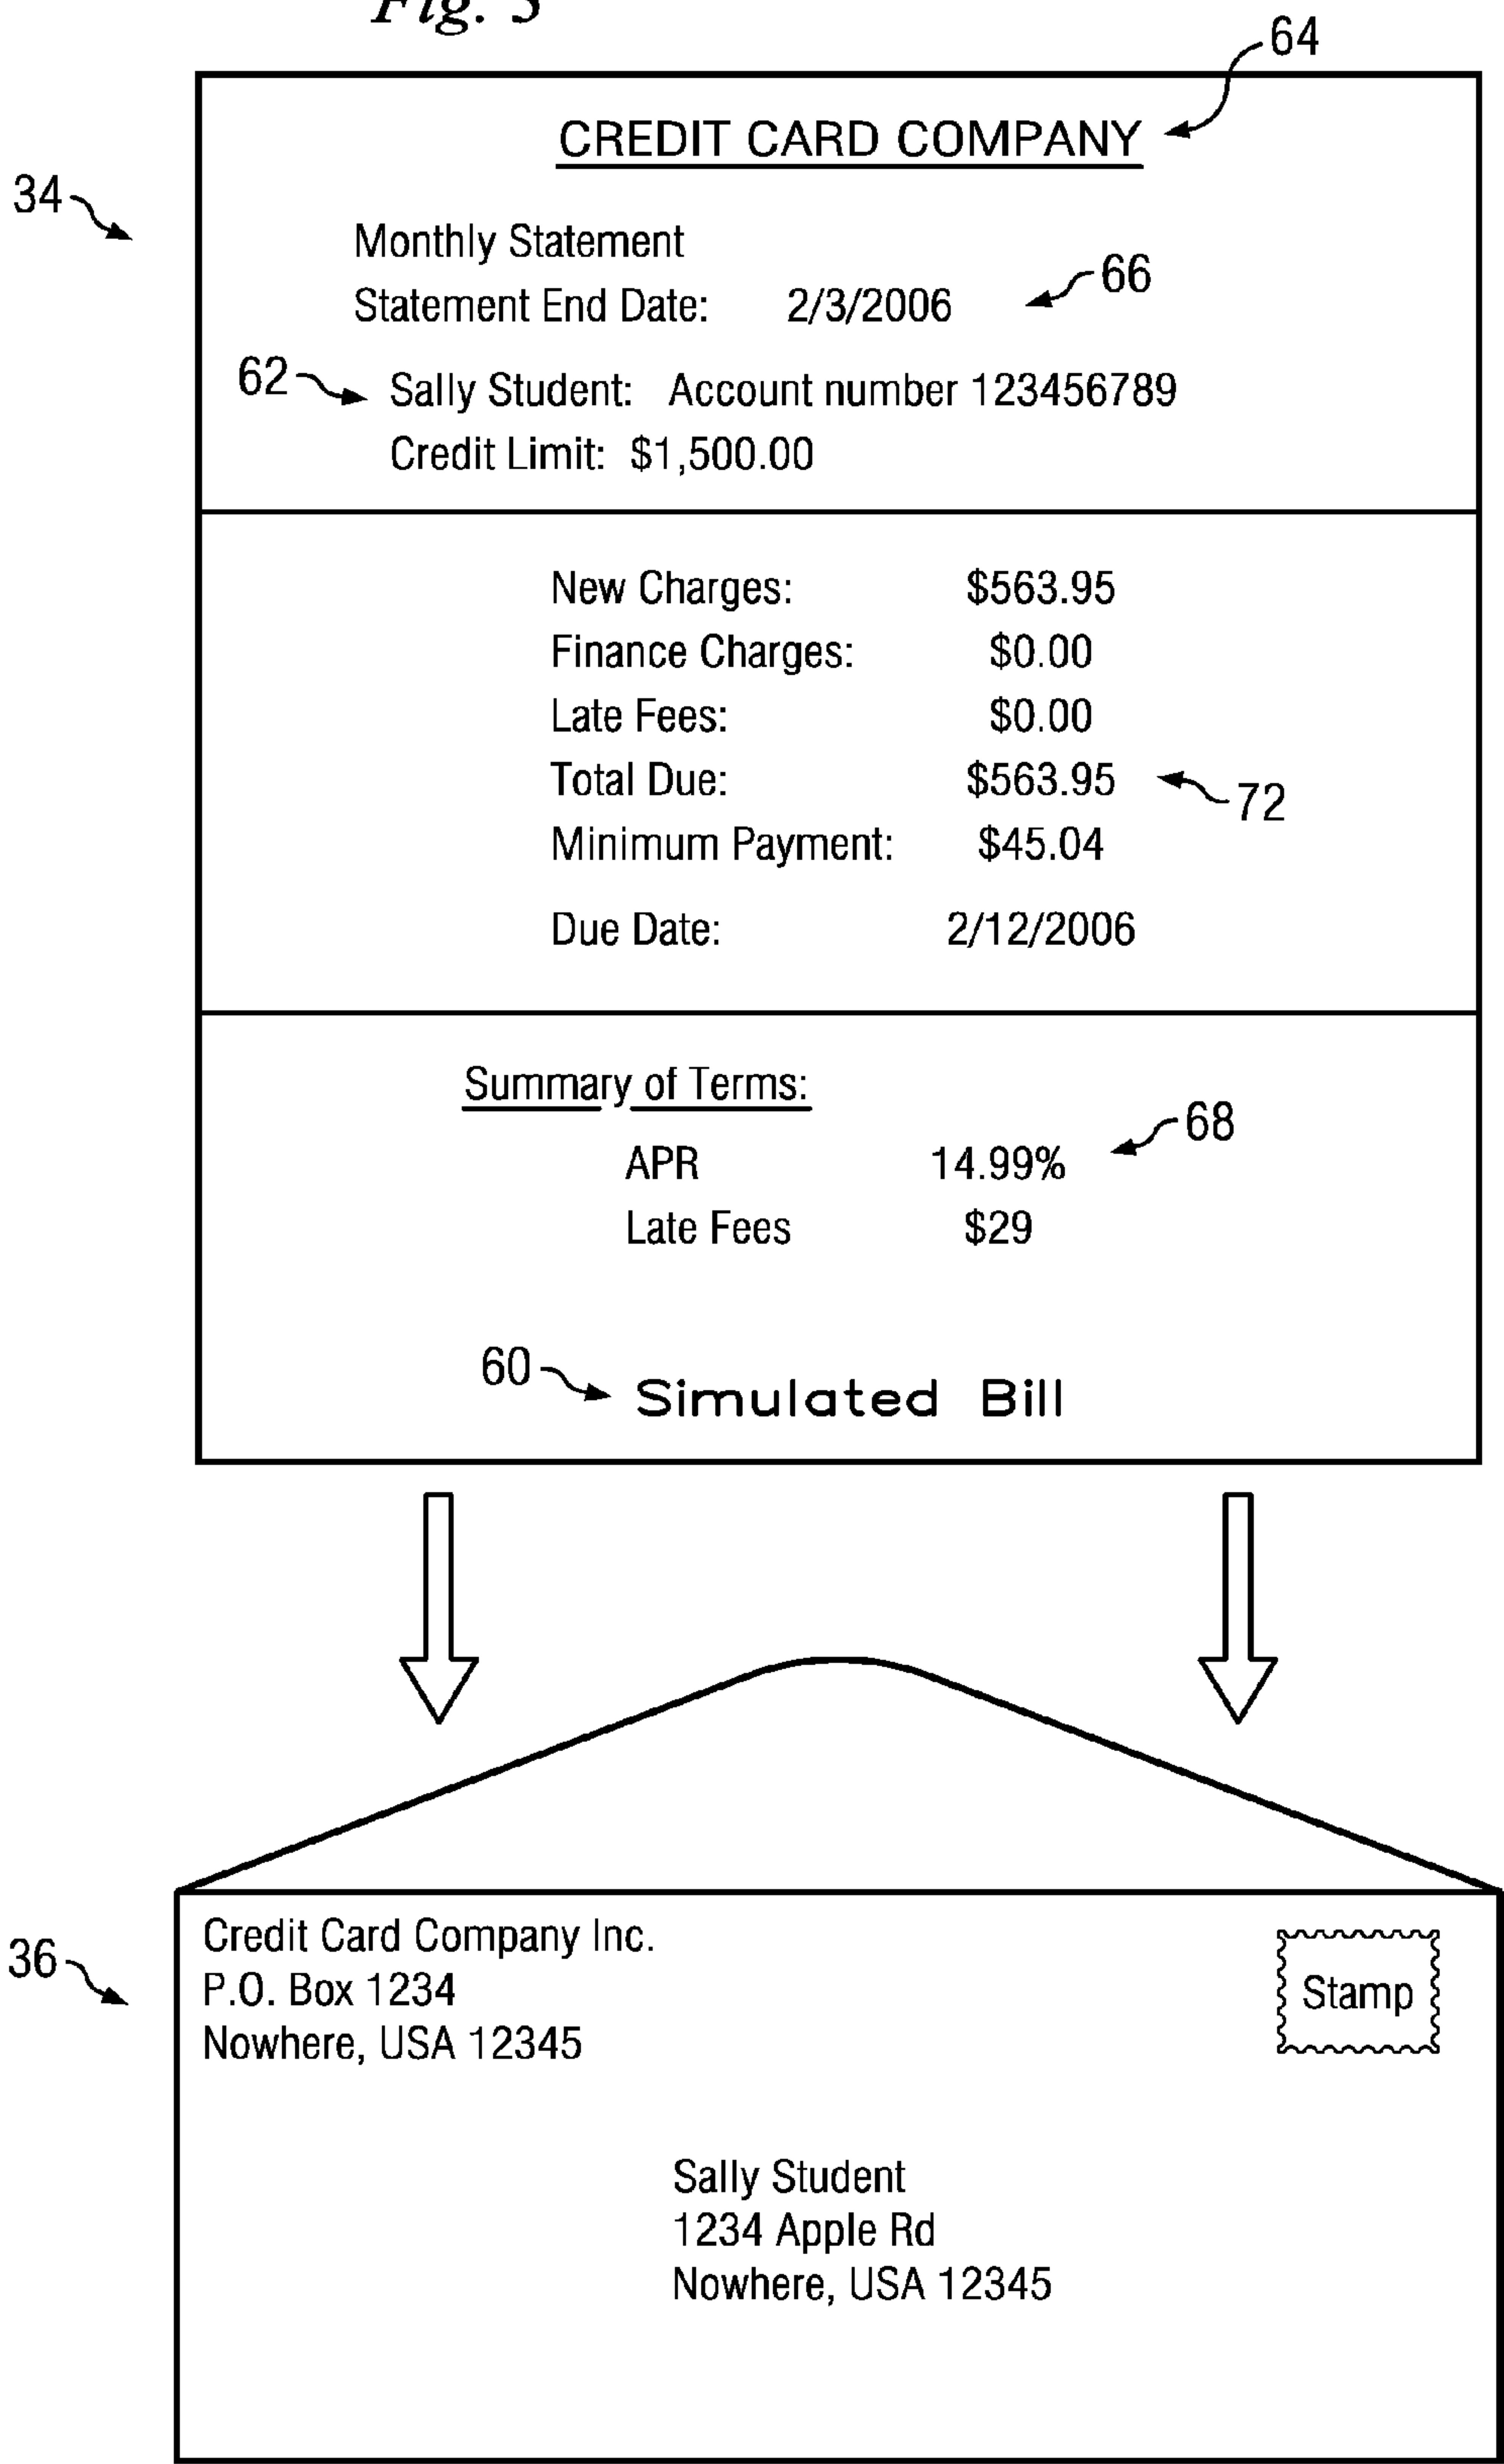 Fig. 3
64
CREDIT CARD COMPANY
34
Monthly Statement
66
Statement End Date: 2/3/2006
62 Sally Student: Account number 123456789
Credit Limit: $1,500.00
New Charges: $563.95
Finance Charges: $0.00
Late Fees: $0.00
Total Due: $563.95
72
Minimum Payment: $45.04
Due Date: 2/12/2006
Summary of Terms:
68
APR 14.99%
Late Fees $29
60
Simulated Bill
36
Credit Card Company Inc.
P.O. Box 1234
Nowhere, USA 12345
Stamp
Sally Student
1234 Apple Rd
Nowhere, USA 12345